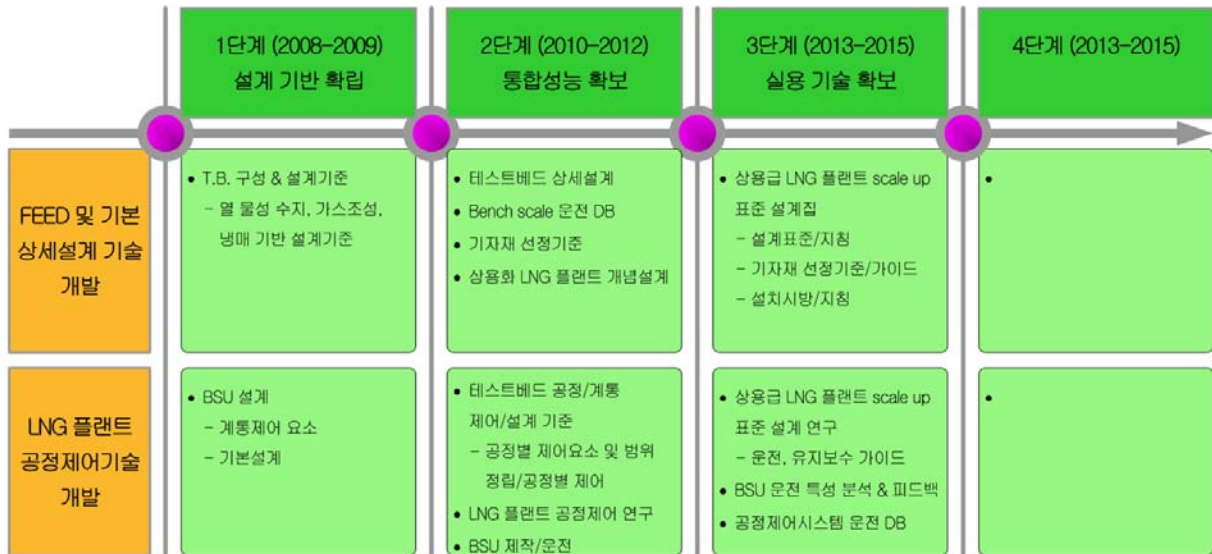 1단계 (2008-2009)
설계 기반 확립
2단계 (2010-2012)
통합성능 확보
3단계 (2013-2015)
실용 기술 확보
4단계 (2013-2015)
FEED 및 기본
상세설계 기술
개발
• T.B. 구성 & 설계기준
- 열 물성 수지, 가스조성,
냉매 기반 설계기준
• 테스트베드 상세설계
• Bench scale 운전 DB
• 기자재 선정기준
• 상용화 LNG 플랜트 개념설계
• 상용급 LNG 플랜트 scale up
표준 설계집
- 설계표준/지침
- 기자재 선정기준/가이드
- 설치시방/지침
•
LNG 플랜트
공정제어기술
개발
• BSU 설계
- 계통제어 요소
- 기본설계
• 테스트베드 공정/계통
제어/설계 기준
- 공정별 제어요소 및 범위
정립/공정별 제어
• LNG 플랜트 공정제어 연구
• BSU 제작/운전
• 상용급 LNG 플랜트 scale up
표준 설계 연구
- 운전, 유지보수 가이드
• BSU 운전 특성 분석 & 피드백
• 공정제어시스템 운전 DB
•